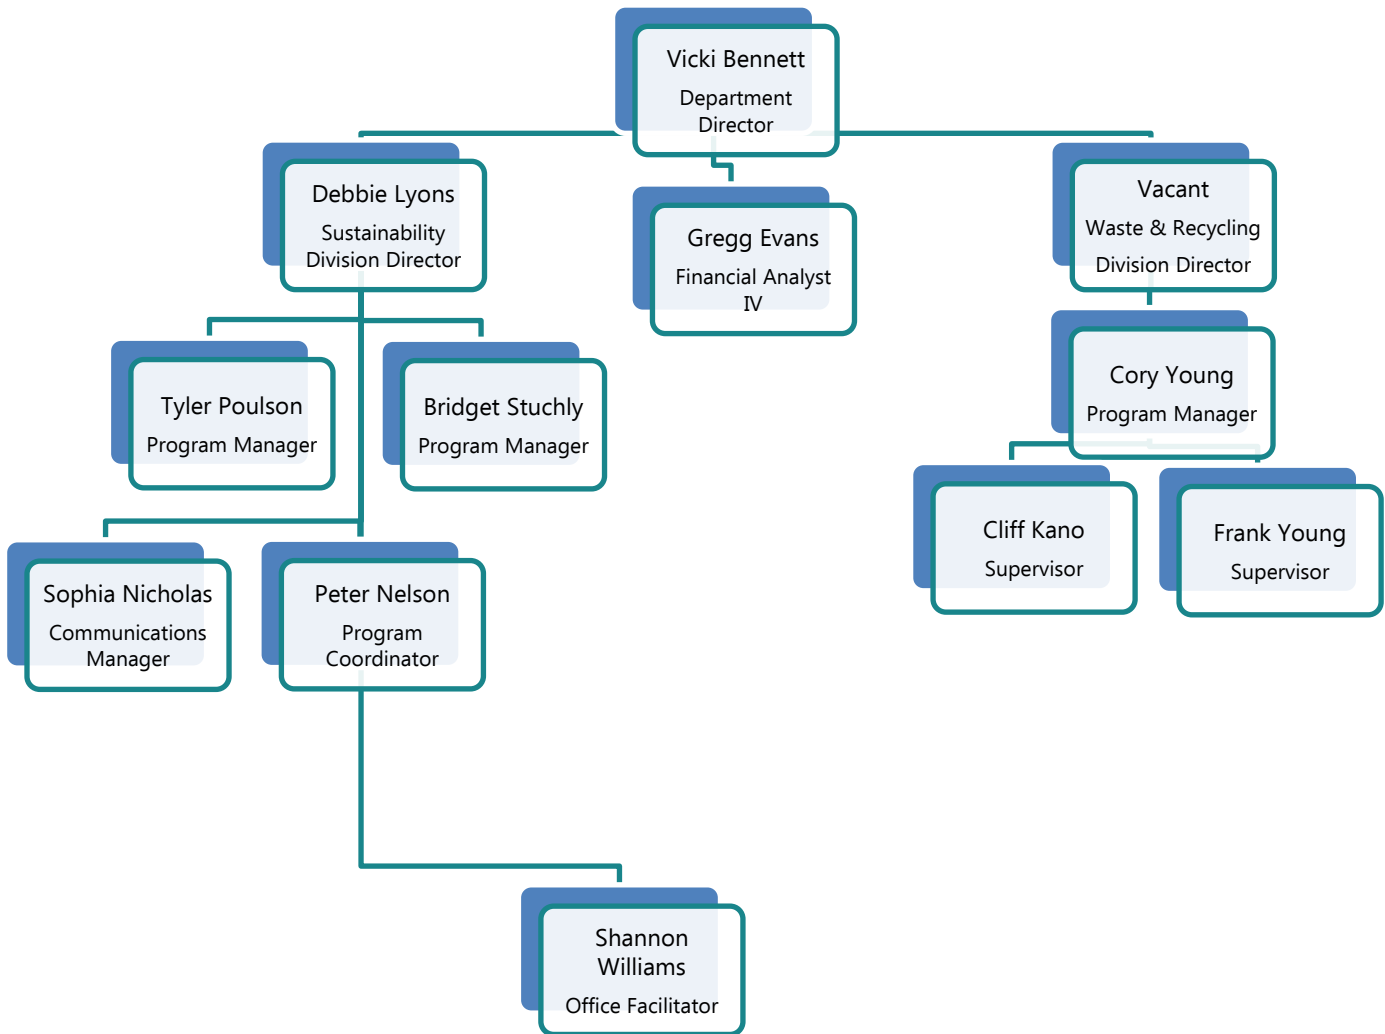 Vicki Bennett
Department
Director
Debbie Lyons
Sustainability
Division Director
Gregg Evans
Financial Analyst
IV
Vacant
Waste & Recycling
Division Director
Tyler Poulson
Program Manager
Bridget Stuchly
Program Manager
Cory Young
Program Manager
Cliff Kano
Supervisor
Frank Young
Supervisor
Sophia Nicholas
Communications
Manager
Peter Nelson
Program
Coordinator
Shannon
Williams
Office Facilitator